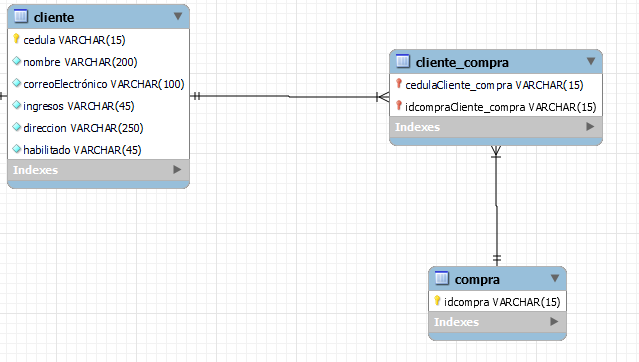 cliente
cedula VARCHAR(15)
nombre VARCHAR(200)
correoElectrónico VARCHAR(100)
ingresos VARCHAR(45)
direccion VARCHAR(250)
habilitado VARCHAR(45)
Indexes
cliente_compra
cedulaCliente_compra VARCHAR(15)
idcompraCliente_compra VARCHAR(15)
Indexes
compra
idcompra VARCHAR(15)
Indexes